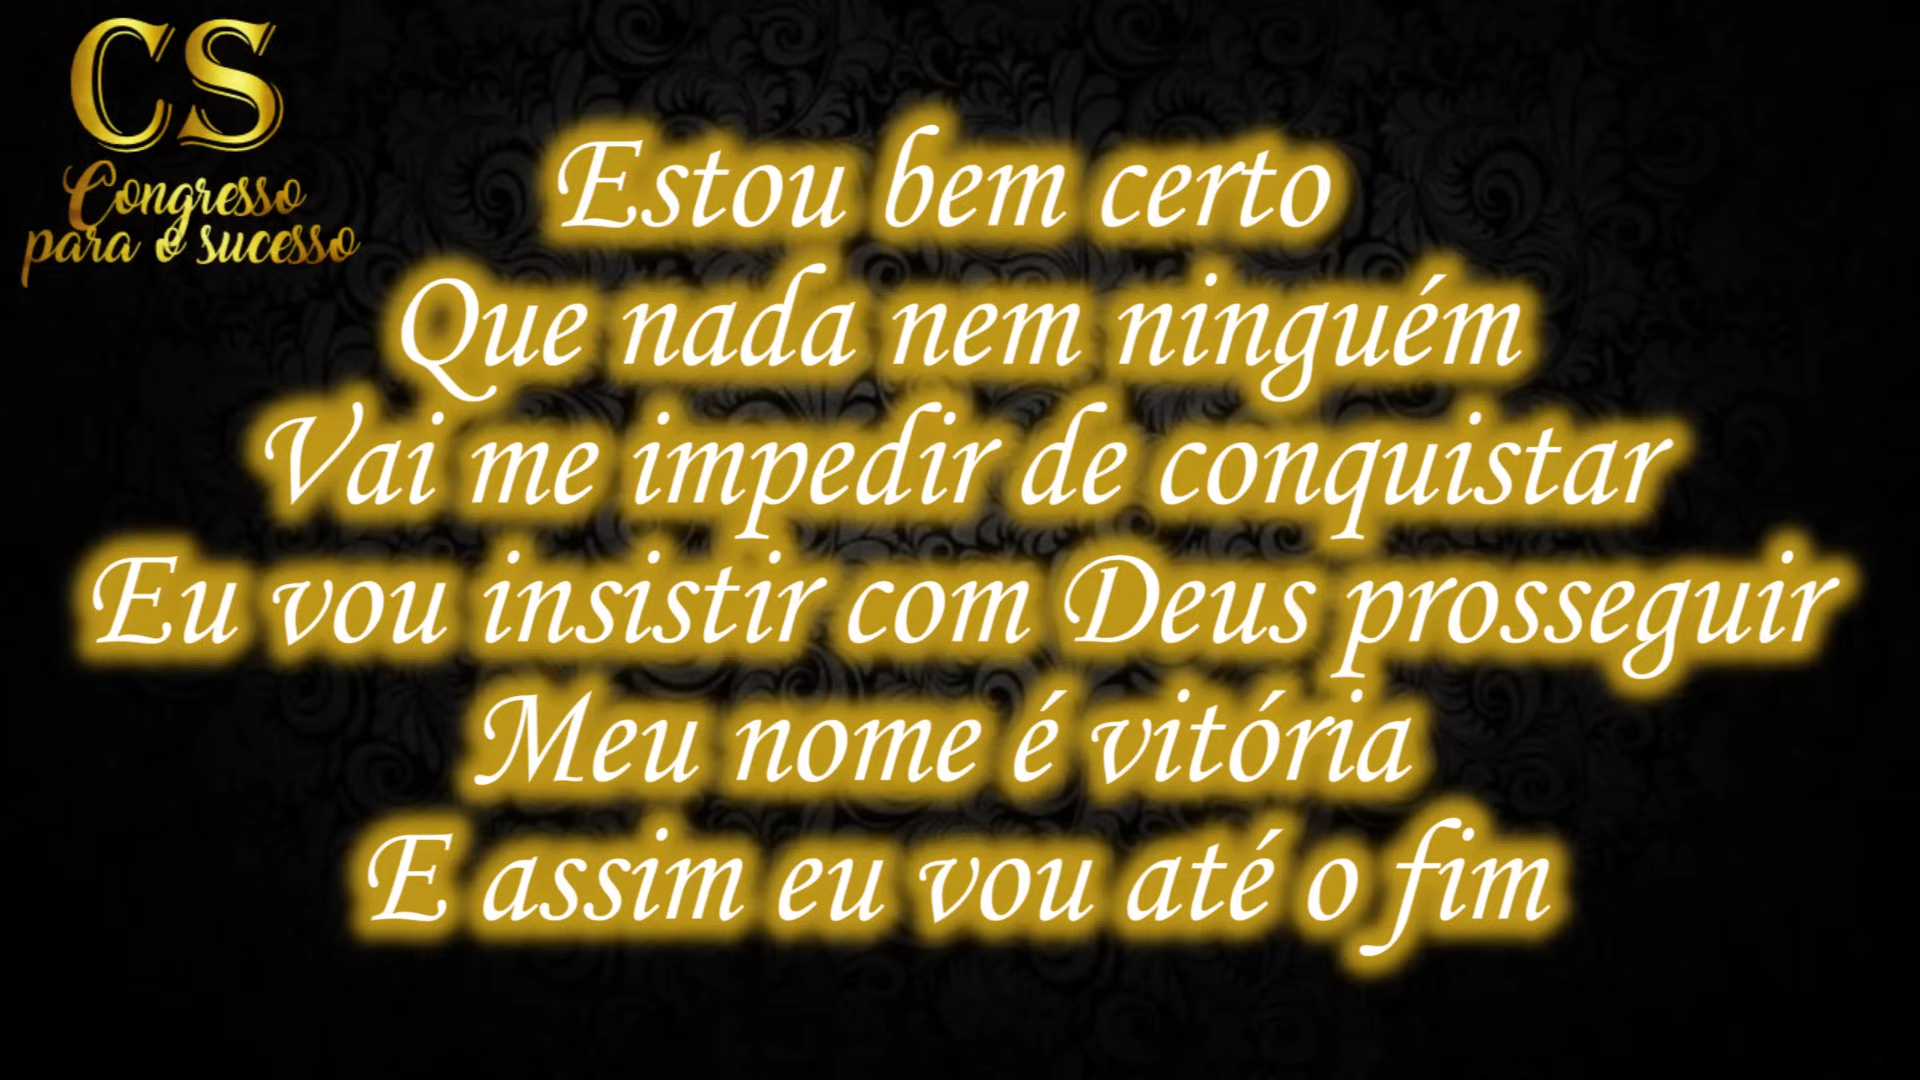 CS
Congresso
para o sucesso
Estou bem certo
Que nada nem ninguém
Vai me impedir de conquistar
Eu vou insistir com Deus prosseguir
Meu nome é vitória
E assim eu vou até o fim